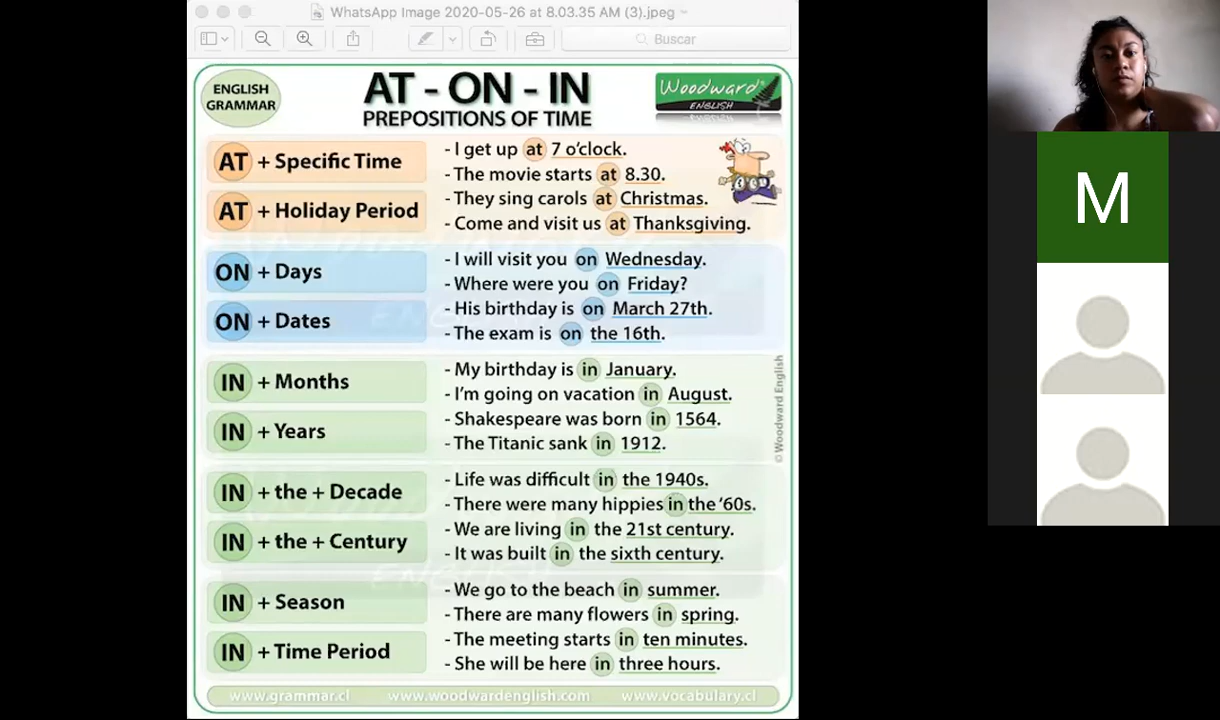 WhatsApp Image 2020-05-26 at 8.03.35 AM (3).jpeg
Buscar
ENGLISH
GRAMMAR
AT - ON - IN
PREPOSITIONS OF TIME
Woodward
ENGLISH
AT + Specific Time
- I get up at 7 o'clock.
- The movie starts at 8.30.
AT + Holiday Period
- They sing carols at Christmas.
- Come and visit us at Thanksgiving.
ON + Days
- I will visit you on Wednesday.
- Where were you on Friday?
ON + Dates
- His birthday is on March 27th.
- The exam is on the 16th.
IN + Months
- My birthday is in January.
- I'm going on vacation in August.
IN + Years
- Shakespeare was born in 1564.
- The Titanic sank in 1912.
IN + the + Decade
- Life was difficult in the 1940s.
- There were many hippies in the '60s.
IN + the + Century
- We are living in the 21st century.
- It was built in the sixth century.
IN + Season
- We go to the beach in summer.
- There are many flowers in spring.
IN + Time Period
- The meeting starts in ten minutes.
- She will be here in three hours.
© Woodward English
www.grammar.cl www.woodwardenglish.com www.vocabulary.cl
M